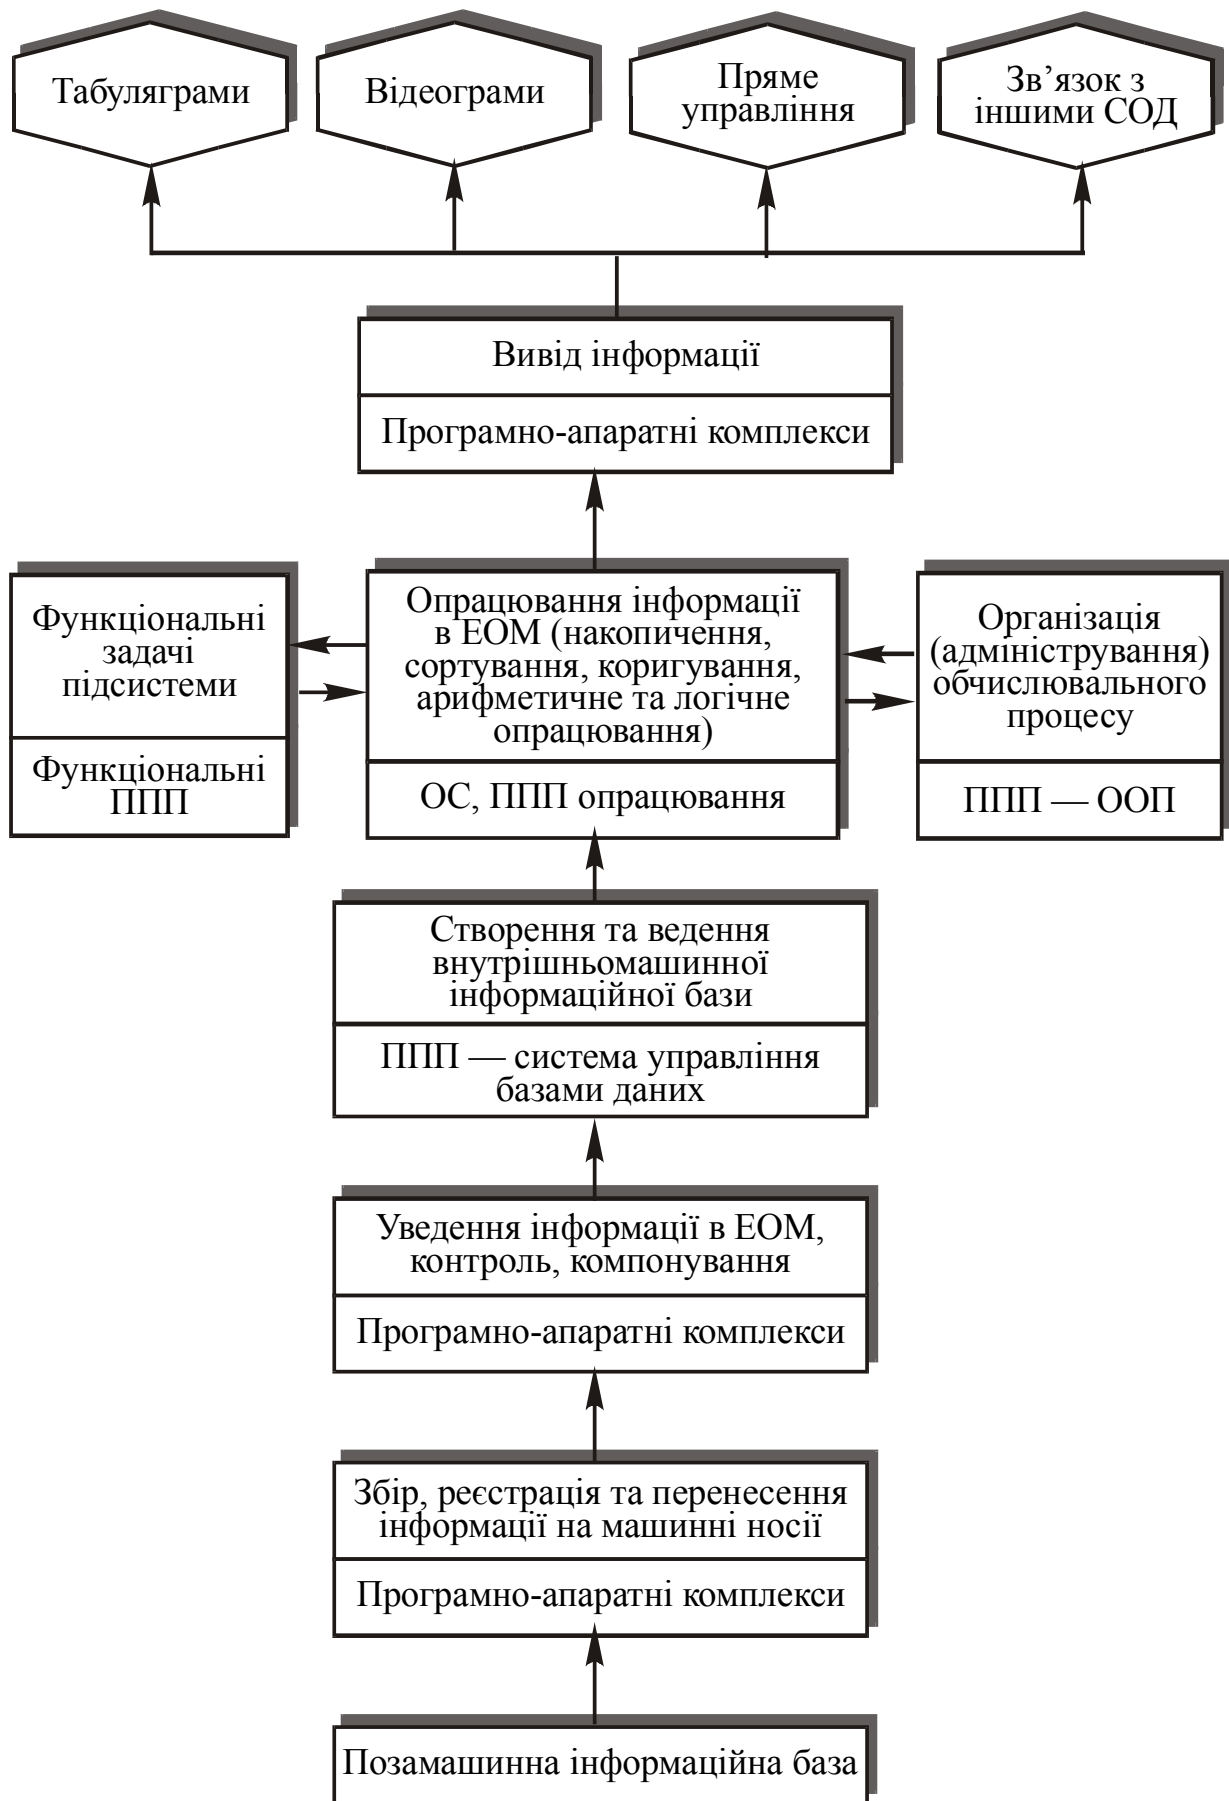 Табуляграми
Відеограми
Пряме
управління
Зв’язок з
іншими СОД
Вивід інформації
Програмно-апаратні комплекси
Функціональні
задачі
підсистеми
Функціональні
ППП
Опрацювання інформації
в ЕОМ (накопичення,
сортування, коригування,
арифметичне та логічне
опрацювання)
ОС, ППП опрацювання
Організація
(адміністрування)
обчислювального
процесу
ППП — ООП
Створення та ведення
внутрішньомашинної
інформаційної бази
ППП — система управління
базами даних
Уведення інформації в ЕОМ,
контроль, компонування
Програмно-апаратні комплекси
Збір, реєстрація та перенесення
інформації на машинні носії
Програмно-апаратні комплекси
Позамашинна інформаційна база